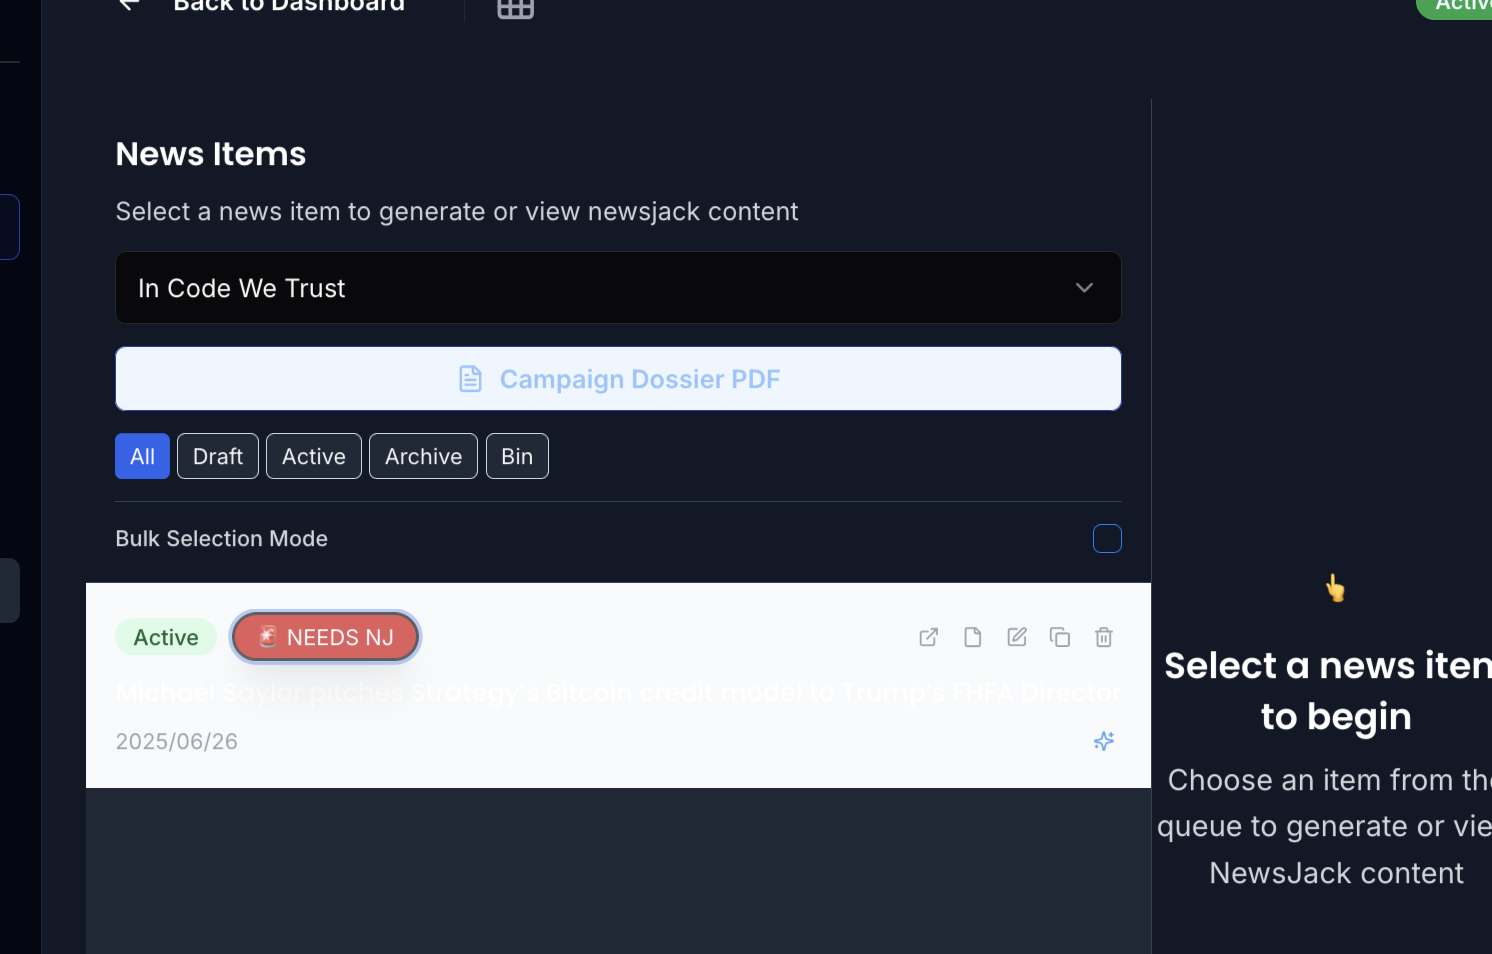 Back to Dashboard
Activ
News Items
Select a news item to generate or view newsjack content
In Code We Trust
Campaign Dossier PDF
All Draft Active Archive Bin
Bulk Selection Mode
Active 🚨 NEEDS NJ
Michael Saylor pitches Strategy's Bitcoin credit model to Trump's FHFA Director
2025/06/26
👆
Select a news iten
to begin
Choose an item from the
queue to generate or vie
NewsJack content